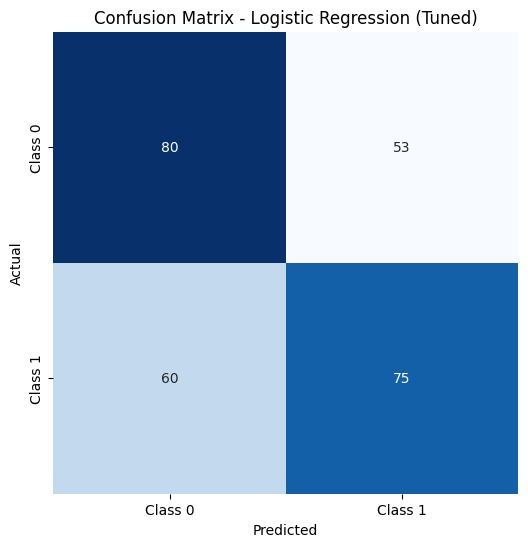 Confusion Matrix - Logistic Regression (Tuned)
Class 0
80
53
Actual
Class 1
60
75
Class 0
Class 1
Predicted